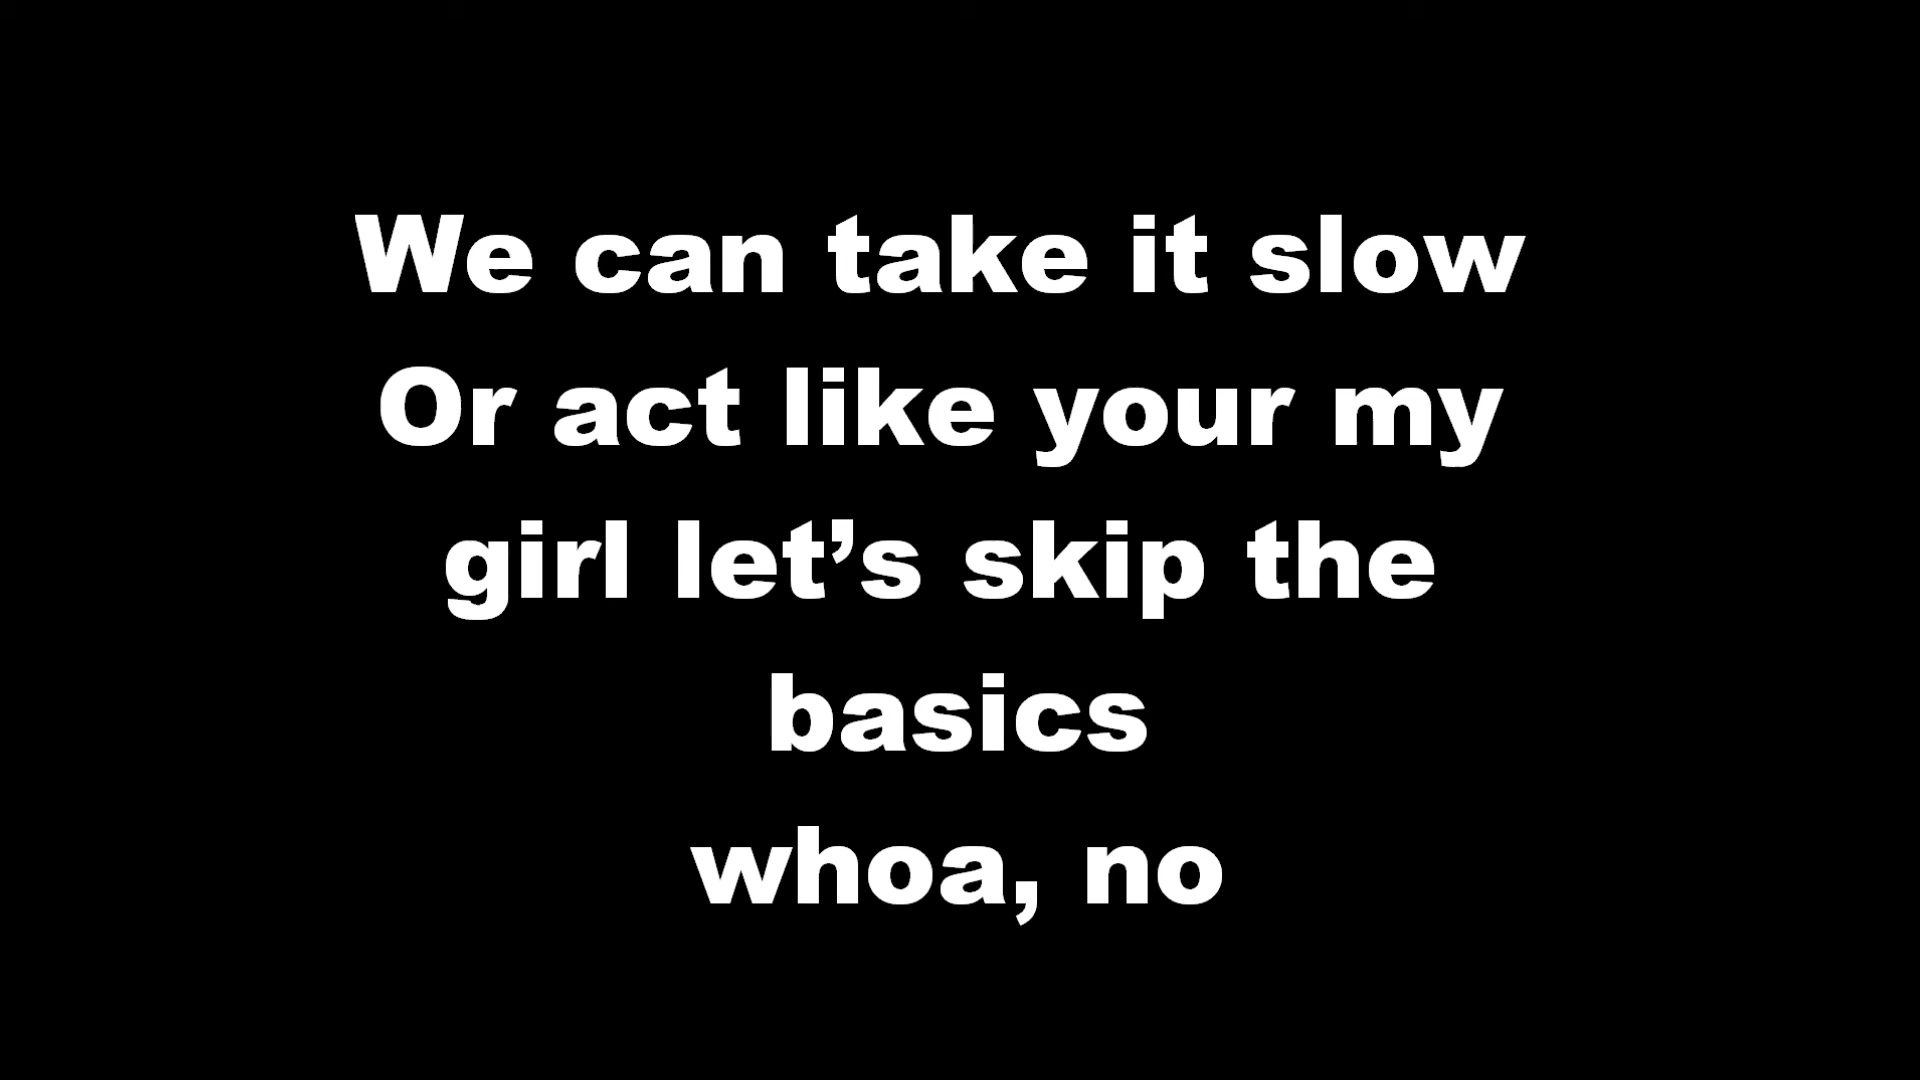 We can take it slow
Or act like your my
girl let’s skip the
basics
whoa, no